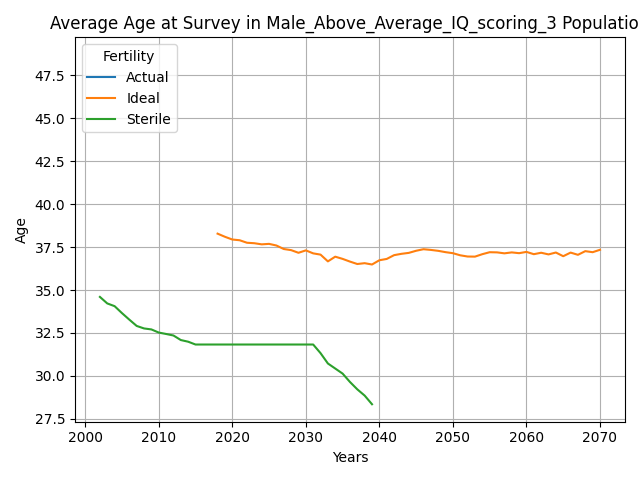 Average Age at Survey in Male_Above_Average_IQ_scoring_3 Populatio
Fertility
Actual
Ideal
Sterile
47.5
45.0
42.5
40.0
37.5
35.0
32.5
30.0
27.5
Age
2000 2010 2020 2030 2040 2050 2060 2070
Years